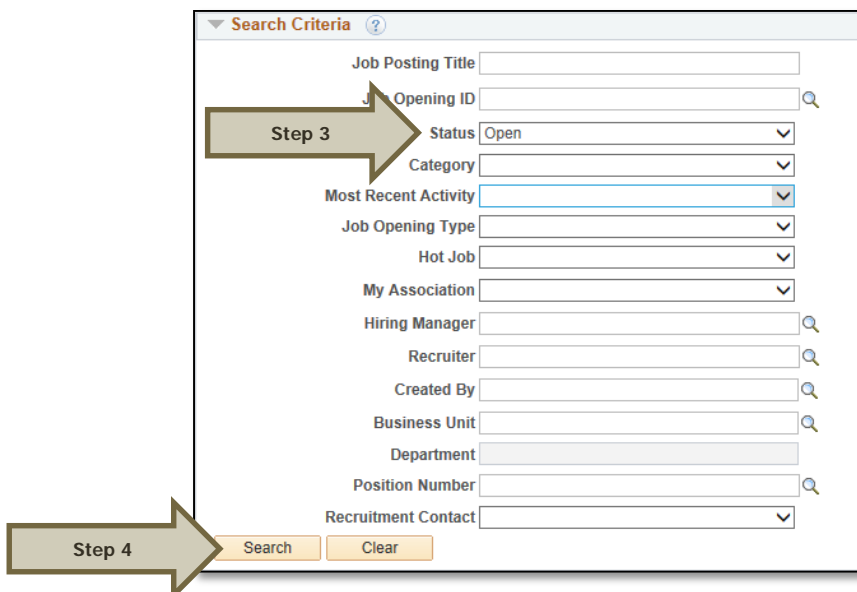 Search Criteria ?
Job Posting Title
Job Opening ID
Step 3
Status Open
Category
Most Recent Activity
Job Opening Type
Hot Job
My Association
Hiring Manager
Recruiter
Created By
Business Unit
Department
Position Number
Recruitment Contact
Step 4
Search Clear